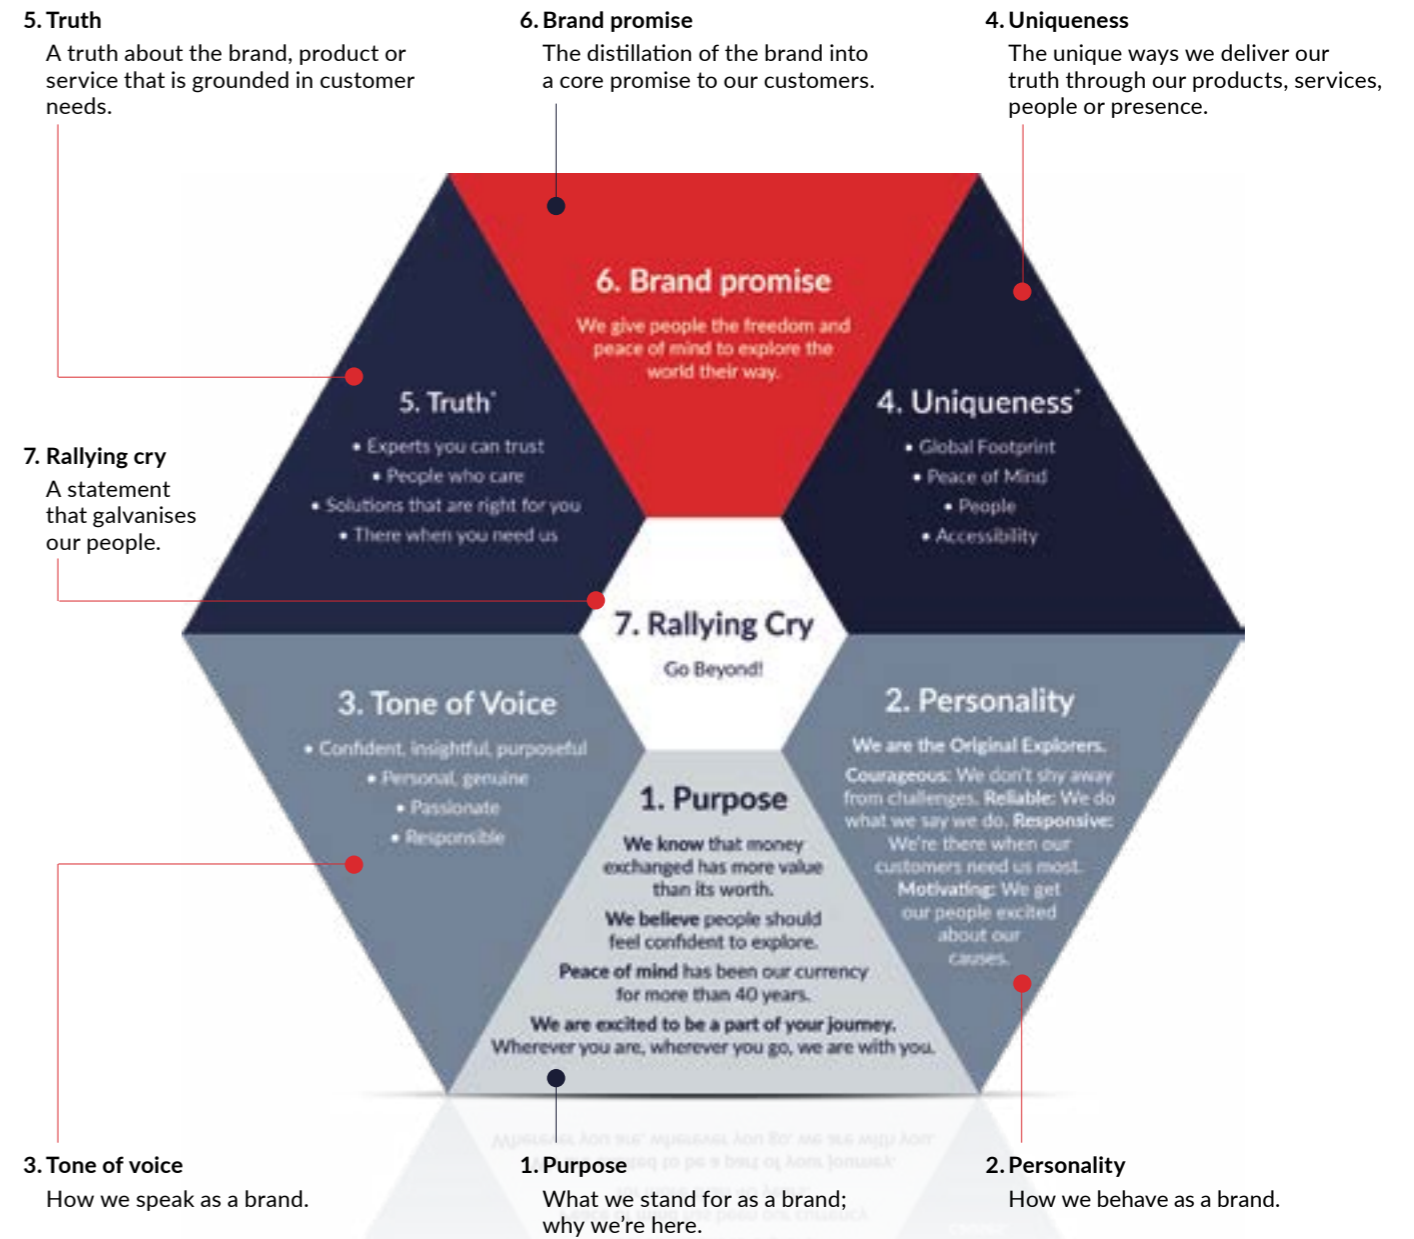 5. Truth
A truth about the brand, product or
service that is grounded in customer
needs.
6. Brand promise
The distillation of the brand into
a core promise to our customers.
4. Uniqueness
The unique ways we deliver our
truth through our products, services,
people or presence.
6. Brand promise
We give people the freedom and
peace of mind to explore the
world their way.
5. Truth*
• Experts you can trust
• People who care
• Solutions that are right for you
• There when you need us
4. Uniqueness*
• Global Footprint
• Peace of Mind
• People
• Accessibility
7. Rallying cry
A statement
that galvanises
our people.
7. Rallying Cry
Go Beyond!
3. Tone of Voice
• Confident, insightful, purposeful
• Personal, genuine
• Passionate
• Responsible
2. Personality
We are the Original Explorers.
Courageous: We don't shy away
from challenges. Reliable: We do
what we say we do. Responsive:
We're there when our
customers need us most.
Motivating: We get
our people excited
about our
causes.
1. Purpose
We know that money
exchanged has more value
than its worth.
We believe people should
feel confident to explore.
Peace of mind has been our currency
for more than 40 years.
We are excited to be a part of your journey.
Wherever you are, wherever you go, we are with you.
3. Tone of voice
How we speak as a brand.
1. Purpose
What we stand for as a brand;
why we’re here.
2. Personality
How we behave as a brand.